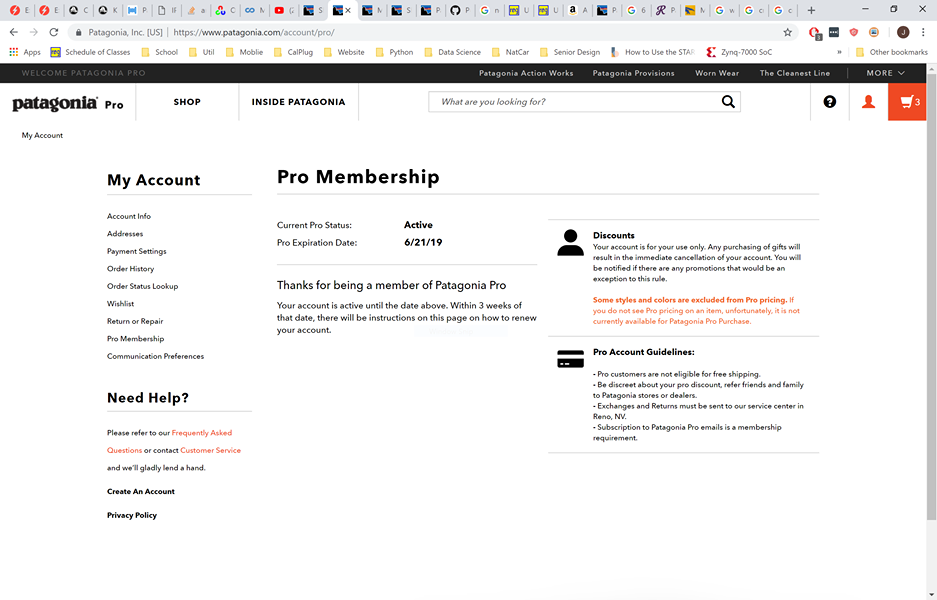 Patagonia, Inc. [US] | https://www.patagonia.com/account/pro/
Apps Schedule of Classes School Util Moblie CalPlug Website Python Data Science NatCar Senior Design How to Use the STAR Zynq-7000 SoC » Other bookmarks
WELCOME PATAGONIA PRO Patagonia Action Works Patagonia Provisions Worn Wear The Cleanest Line MORE
patagonia Pro SHOP INSIDE PATAGONIA What are you looking for? 3
My Account
My Account
Account Info
Addresses
Payment Settings
Order History
Order Status Lookup
Wishlist
Return or Repair
Pro Membership
Communication Preferences
Need Help?
Please refer to our Frequently Asked
Questions or contact Customer Service
and we'll gladly lend a hand.
Create An Account
Privacy Policy
Pro Membership
Current Pro Status: Active
Pro Expiration Date: 6/21/19
Thanks for being a member of Patagonia Pro
Your account is active until the date above. Within 3 weeks of
that date, there will be instructions on this page on how to renew
your account.
Discounts
Your account is for your use only. Any purchasing of gifts will
result in the immediate cancellation of your account. You will
be notified if there are any promotions that would be an
exception to this rule.
Some styles and colors are excluded from Pro pricing. If
you do not see Pro pricing on an item, unfortunately, it is not
currently available for Patagonia Pro Purchase.
Pro Account Guidelines:
- Pro customers are not eligible for free shipping.
- Be discreet about your pro discount, refer friends and family
to Patagonia stores or dealers.
- Exchanges and Returns must be sent to our service center in
Reno, NV.
- Subscription to Patagonia Pro emails is a membership
requirement.